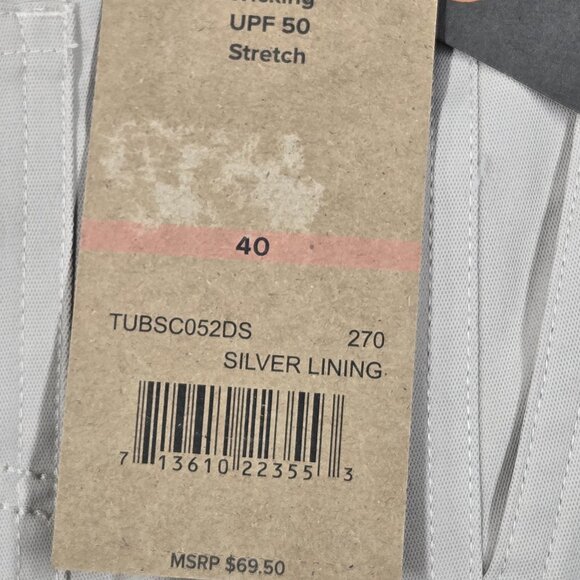 UPF 50
Stretch
40
TUBSC052DS 270
SILVER LINING
7 13610 22355 3
MSRP $69.50